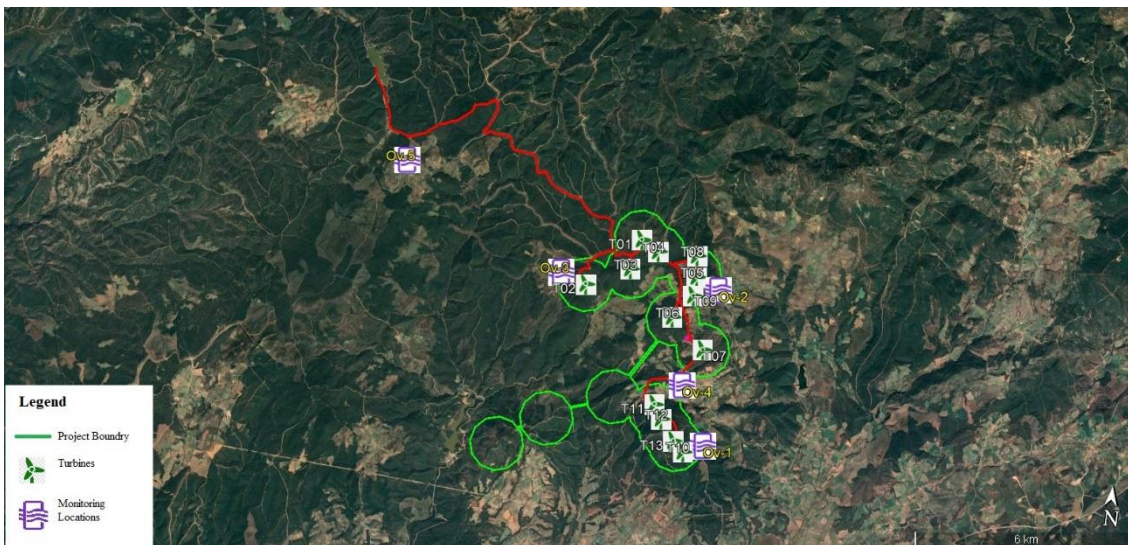 Ov-5
T01
T04
T08
Ov-3
T03
T02
T05
Ov-2
T09
T06
T07
Ov-4
T11
T12
T13
T10
Ov-1
Legend
Project Boundry
Turbines
Monitoring
Locations
N
6 km